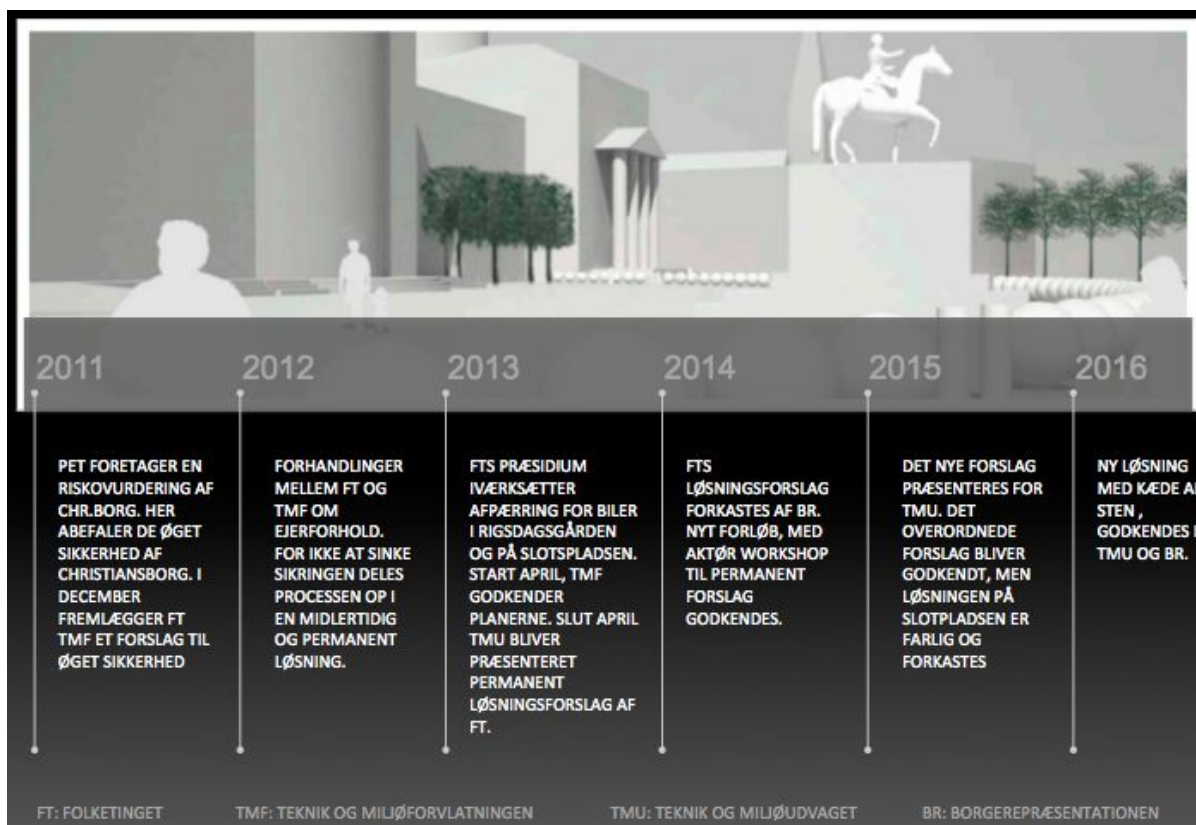 2011
2012
2013
2014
2015
2016
PET FORETAGER EN
RISKOVURDERING AF
CHR.BORG. HER
ABEFALER DE ØGET
SIKKERHED AF
CHRISTIANSBORG. I
DECEMBER
FREMLÆGGER FT
TMF ET FORSLAG TIL
ØGET SIKKERHED
FORHANDLINGER
MELLEM FT OG
TMF OM
EJERFORHOLD.
FOR IKKE AT SINKE
SIKRINGEN DELES
PROCESSEN OP I
EN MIDLERTIDIG
OG PERMANENT
LØSNING.
FTS PRÆSIDIUM
IVÆRKSÆTTER
AFPÆRRING FOR BILER
I RIGSDAGSGÅRDEN
OG PÅ SLOTSPLADSEN.
START APRIL, TMF
GODKENDER
PLANERNE. SLUT APRIL
TMU BLIVER
PRÆSENTERET
PERMANENT
LØSNINGSFORSLAG AF
FT.
FTS
LØSNINGSFORSLAG
FORKASTES AF BR.
NYT FORLØB, MED
AKTØR WORKSHOP
TIL PERMANENT
FORSLAG
GODKENDES.
DET NYE FORSLAG
PRÆSENTERES FOR
TMU. DET
OVERORDNEDE
FORSLAG BLIVER
GODKENDT, MEN
LØSNINGEN PÅ
SLOTPLADSEN ER
FARLIG OG
FORKASTES
NY LØSNING
MED KÆDE
STEN ,
GODKENDES
TMU OG BR.
FT: FOLKETINGET
TMF: TEKNIK OG MILJØFORVLATNINGEN
TMU: TEKNIK OG MILJØUDVAGET
BR: BORGEREPRÆSENTATIONEN